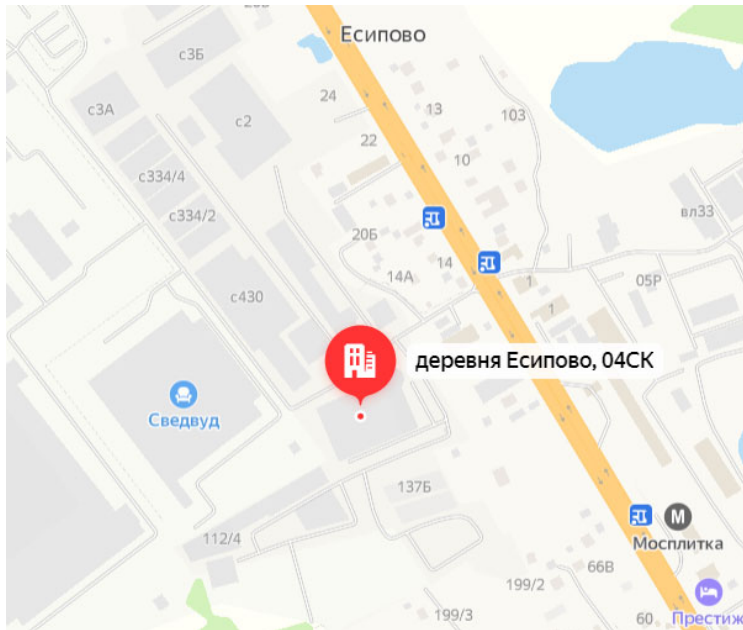 Есипово
с3Б
24
13
с3А
103
с2
22
10
с334/4
с334/2
20Б
вл33
14
14А
05Р
1
с430
1
деревня Есипово, 04СК
Сведвуд
137Б
М
112/4
Мосплитка
66В
199/2
Престиж
199/3
60